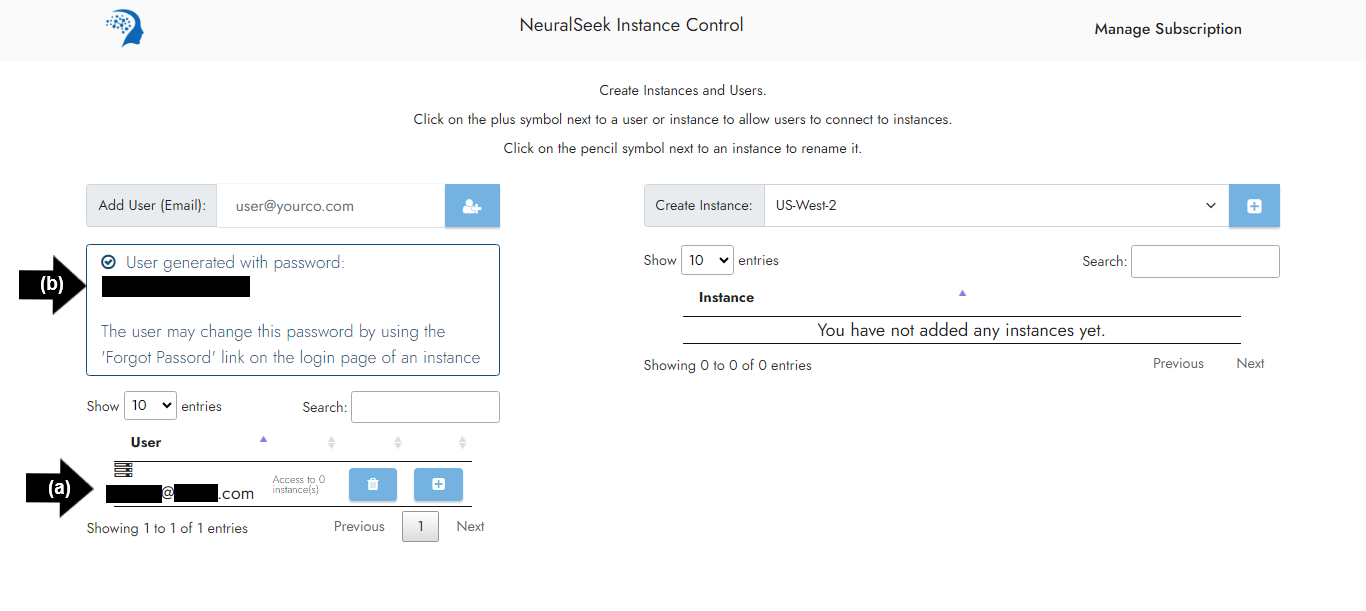 NeuralSeek Instance Control
Manage Subscription
Create Instances and Users.
Click on the plus symbol next to a user or instance to allow users to connect to instances.
Click on the pencil symbol next to an instance to rename it.
Add User (Email):
user@yourco.com
Create Instance:
US-West-2
(b)
User generated with password:
The user may change this password by using the
'Forgot Passord' link on the login page of an instance
Show 10 entries
Search:
Instance
You have not added any instances yet.
Showing 0 to 0 of 0 entries
Previous
Next
Show 10 entries
Search:
User
(a)
@ .com
Access to 0
instance(s)
Showing 1 to 1 of 1 entries
Previous
1
Next